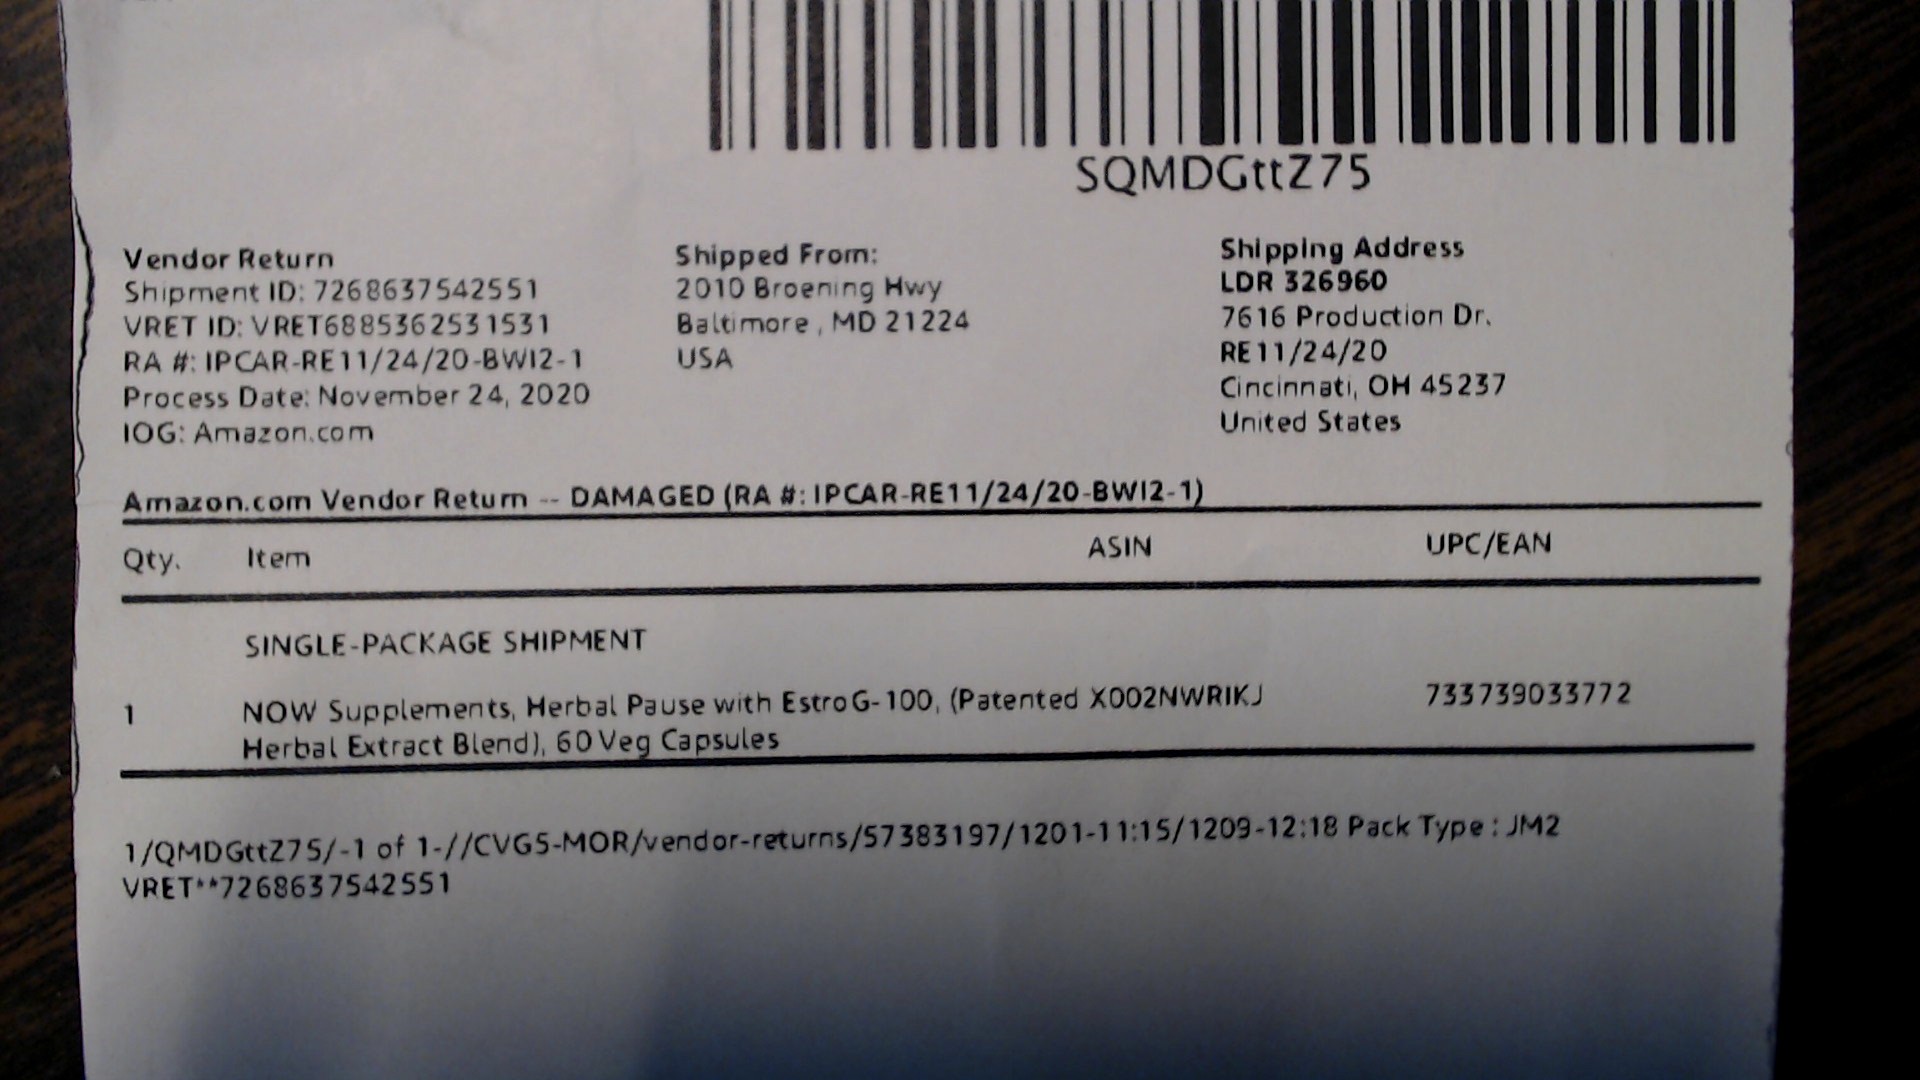 SQMDGttZ75
Vendor Return
Shipment ID: 7268637542551
VRET ID: VRET6885362531531
RA #: IPCAR-RE11/24/20-BWI2-1
Process Date: November 24, 2020
IOG: Amazon.com
Shipped From:
2010 Broening Hwy
Baltimore , MD 21224
USA
Shipping Address
LDR 326960
7616 Production Dr.
RE11/24/20
Cincinnati, OH 45237
United States
Amazon.com Vendor Return -- DAMAGED (RA #: IPCAR-RE11/24/20-BWI2-1)
Qty. Item ASIN UPC/EAN
SINGLE-PACKAGE SHIPMENT
1 NOW Supplements, Herbal Pause with EstroG-100, (Patented X002NWRIKJ 733739033772
Herbal Extract Blend), 60 Veg Capsules
1/QMDGttZ75/-1 of 1-//CVG5-MOR/vendor-returns/57383197/1201-11:15/1209-12:18 Pack Type : JM2
VRET**7268637542551